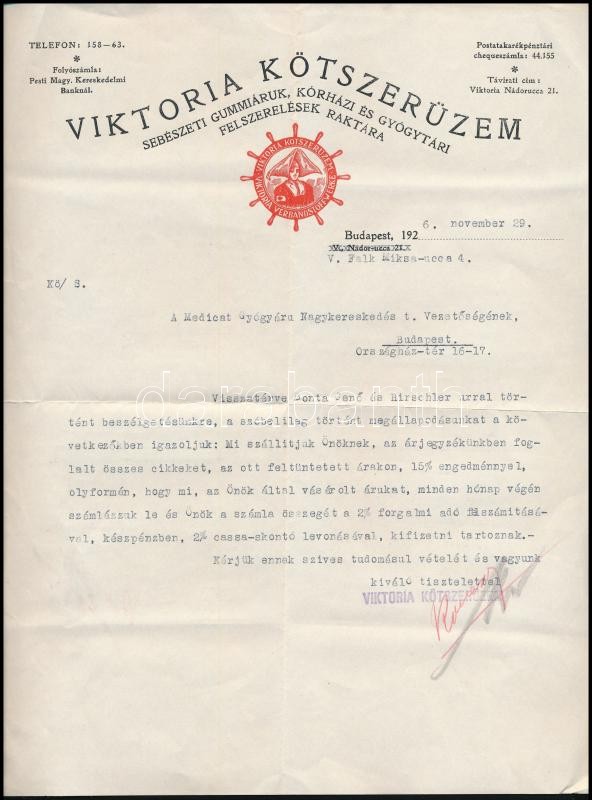 TELEFON: 158—63.
*
Folyószámla:
Pesti Magy. Kereskedelmi
Banknál.
Postatakarékpénztári
chequeszámla: 44.155
*
Távirati cim:
Viktoria Nádorucca 21.
VIKTORIA KÖTSZERÜZEM
SEBÉSZETI GUMMIÁRUK, KÓRHÁZI ÉS GYÓGYTÁRI
FELSZERELÉSEK RAKTÁRA
VIKTORIA KÖTSZERÜZEM
VIKTORIA VERBANDSTOFFWERKE
Budapest, 192 6. november 29.
V. Nádor-ucca 21.
V. Falk Miksa-ucca 4.
Kö/ S.
A Medicat Gyógyáru Nagykereskedés t. Vezetőségének,
Budapest.
Országház-tér 16-17.
darabanth
Visszatérve Donta Jenő és Hirschler urral tör-
tént beszélgetésünkre, a szóbelileg történt megállapodásunkat a kö-
vetkezőkben igazoljuk: Mi szállitjuk Önöknek, az árjegyzékünkben fog-
lalt összes cikkeket, az ott feltüntetett árakon, 15% engedménnyel,
olyformán, hogy mi, az Önök által vásárolt árukat, minden hónap végén
számlázzuk le és Önök a számla összegét a 2% forgalmi adó fszámitásá-
val, készpénzben, 2% cassa-skontó levonásával, kifizetni tartoznak.-
Kérjük ennek szives tudomásul vételét és vagyunk
kiváló tisztelettel
VIKTORIA KÖTSZERÜZEM